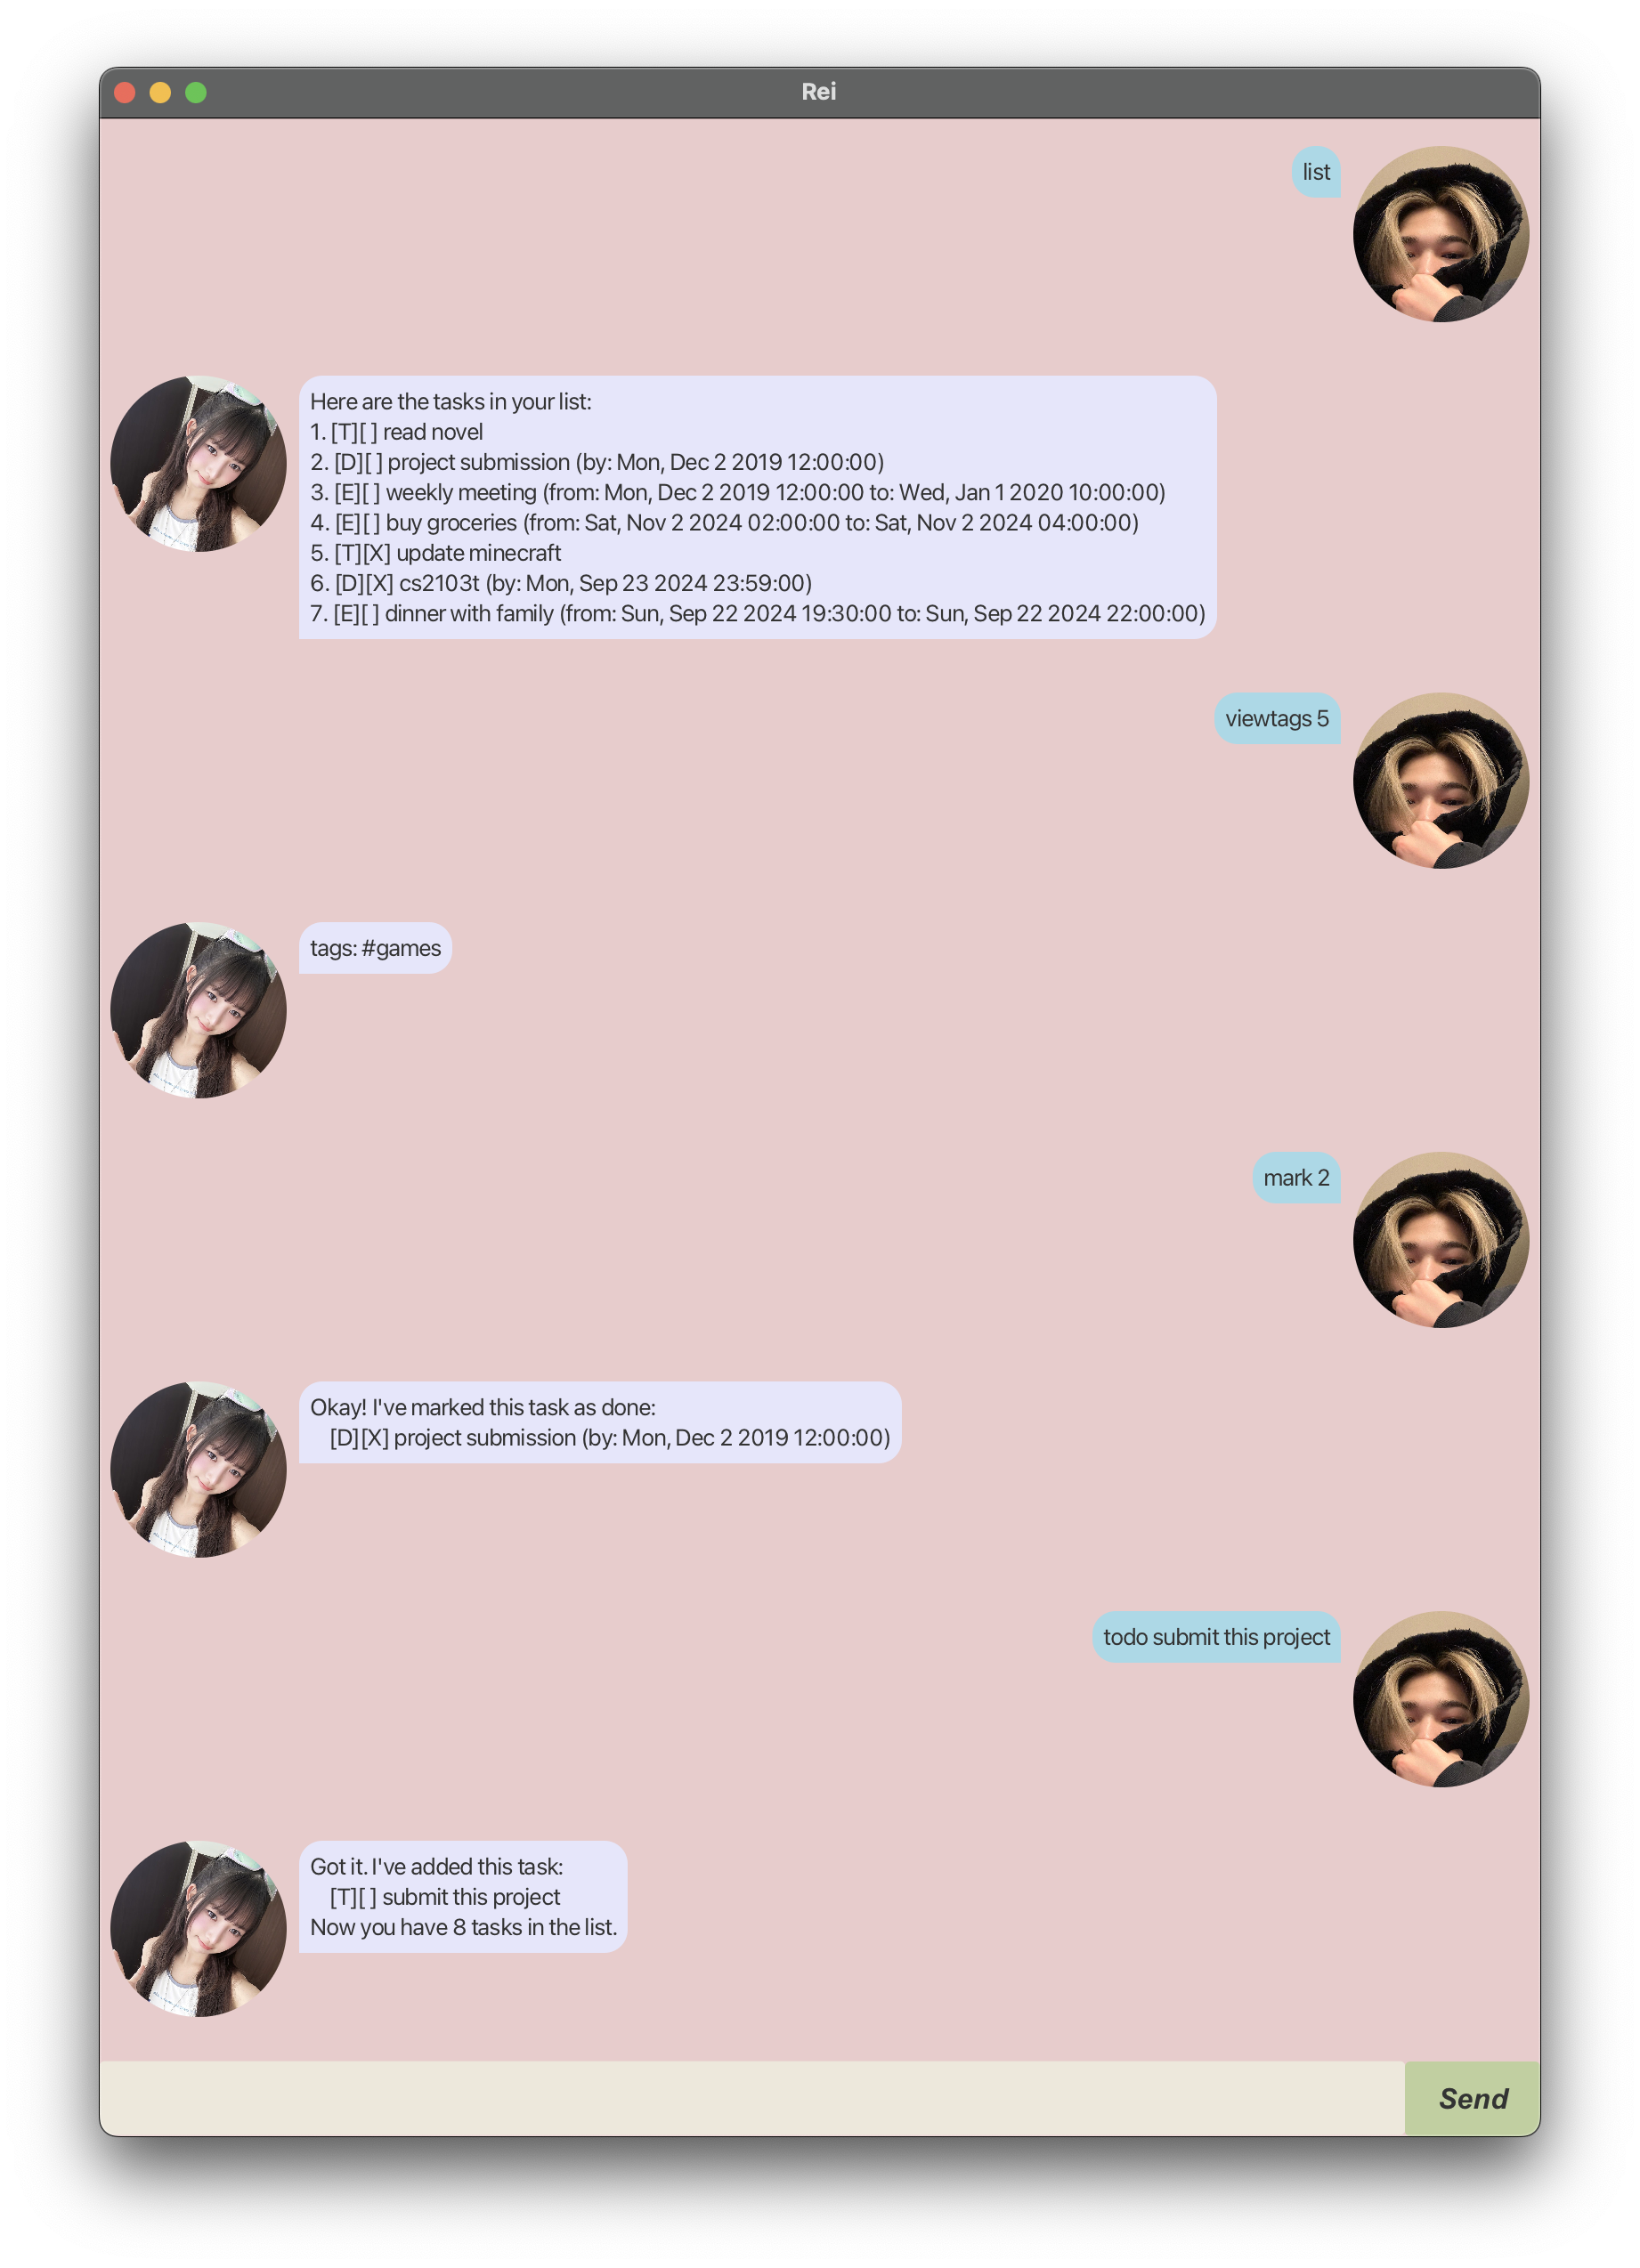 Rei
list
Here are the tasks in your list:
1. [T][ ] read novel
2. [D][ ] project submission (by: Mon, Dec 2 2019 12:00:00)
3. [E][ ] weekly meeting (from: Mon, Dec 2 2019 12:00:00 to: Wed, Jan 1 2020 10:00:00)
4. [E][ ] buy groceries (from: Sat, Nov 2 2024 02:00:00 to: Sat, Nov 2 2024 04:00:00)
5. [T][X] update minecraft
6. [D][X] cs2103t (by: Mon, Sep 23 2024 23:59:00)
7. [E][ ] dinner with family (from: Sun, Sep 22 2024 19:30:00 to: Sun, Sep 22 2024 22:00:00)
viewtags 5
tags: #games
mark 2
Okay! I've marked this task as done:
[D][X] project submission (by: Mon, Dec 2 2019 12:00:00)
todo submit this project
Got it. I've added this task:
[T][ ] submit this project
Now you have 8 tasks in the list.
Send